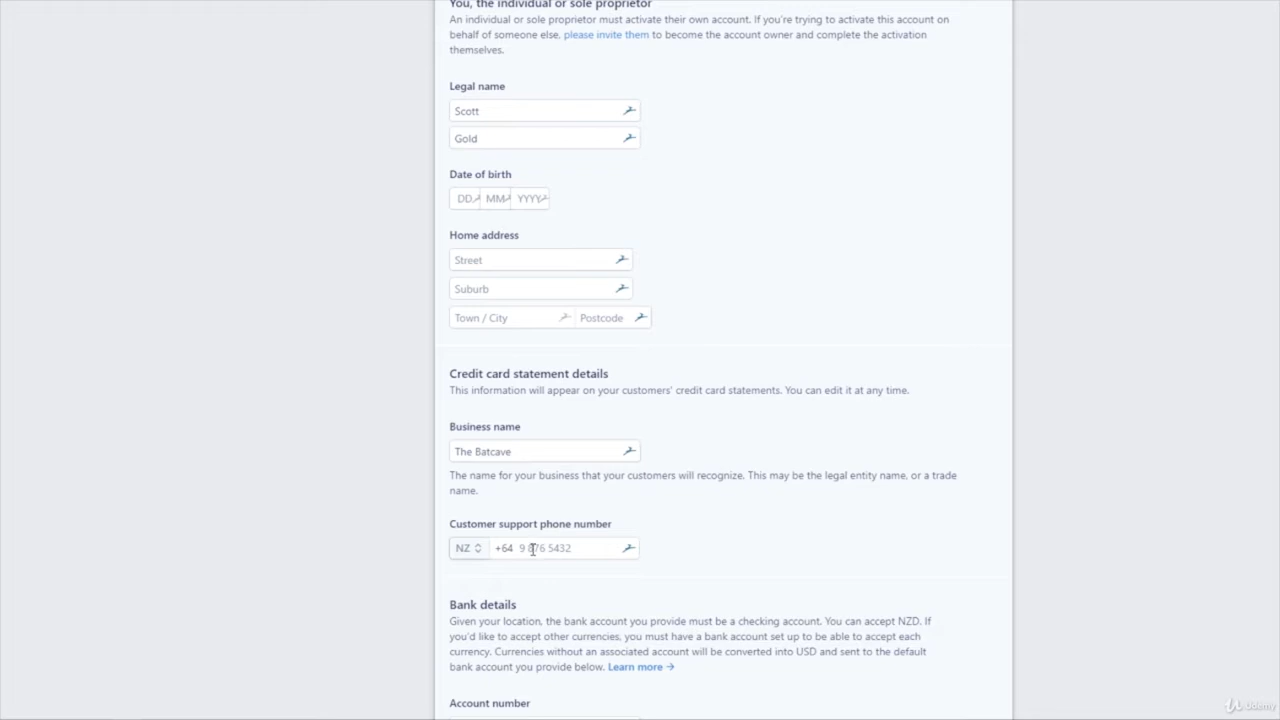 You, the individual or sole proprietor
An individual or sole proprietor must activate their own account. If you're trying to activate this account on
behalf of someone else, please invite them to become the account owner and complete the activation
themselves.
Legal name
Scott
Gold
Date of birth
DD MM YYYY
Home address
Street
Suburb
Town / City Postcode
Credit card statement details
This information will appear on your customers' credit card statements. You can edit it at any time.
Business name
The Batcave
The name for your business that your customers will recognize. This may be the legal entity name, or a trade
name.
Customer support phone number
NZ +64 9 876 5432
Bank details
Given your location, the bank account you provide must be a checking account. You can accept NZD. If
you'd like to accept other currencies, you must have a bank account set up to be able to accept each
currency. Currencies without an associated account will be converted into USD and sent to the default
bank account you provide below. Learn more →
Account number
Udemy